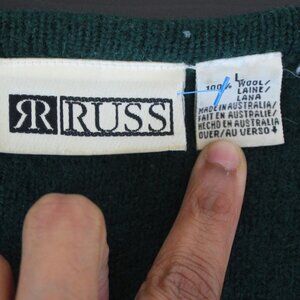 RR RUSS
L
100% WOOL/
LAINE/
LANA
MADE IN AUSTRALIA/
FAIT EN AUSTRALIE/
HECHO EN AUSTRALIA
OVER/AU VERSO